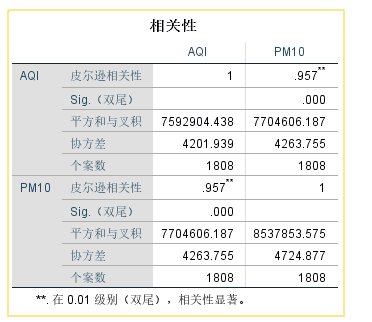 相关性
AQI PM10
AQI 皮尔逊相关性 1 .957**
Sig.（双尾） .000
平方和与叉积 7592904.438 7704606.187
协方差 4201.939 4263.755
个案数 1808 1808
PM10 皮尔逊相关性 .957** 1
Sig.（双尾） .000
平方和与叉积 7704606.187 8537853.575
协方差 4263.755 4724.877
个案数 1808 1808
**. 在 0.01 级别（双尾），相关性显著。